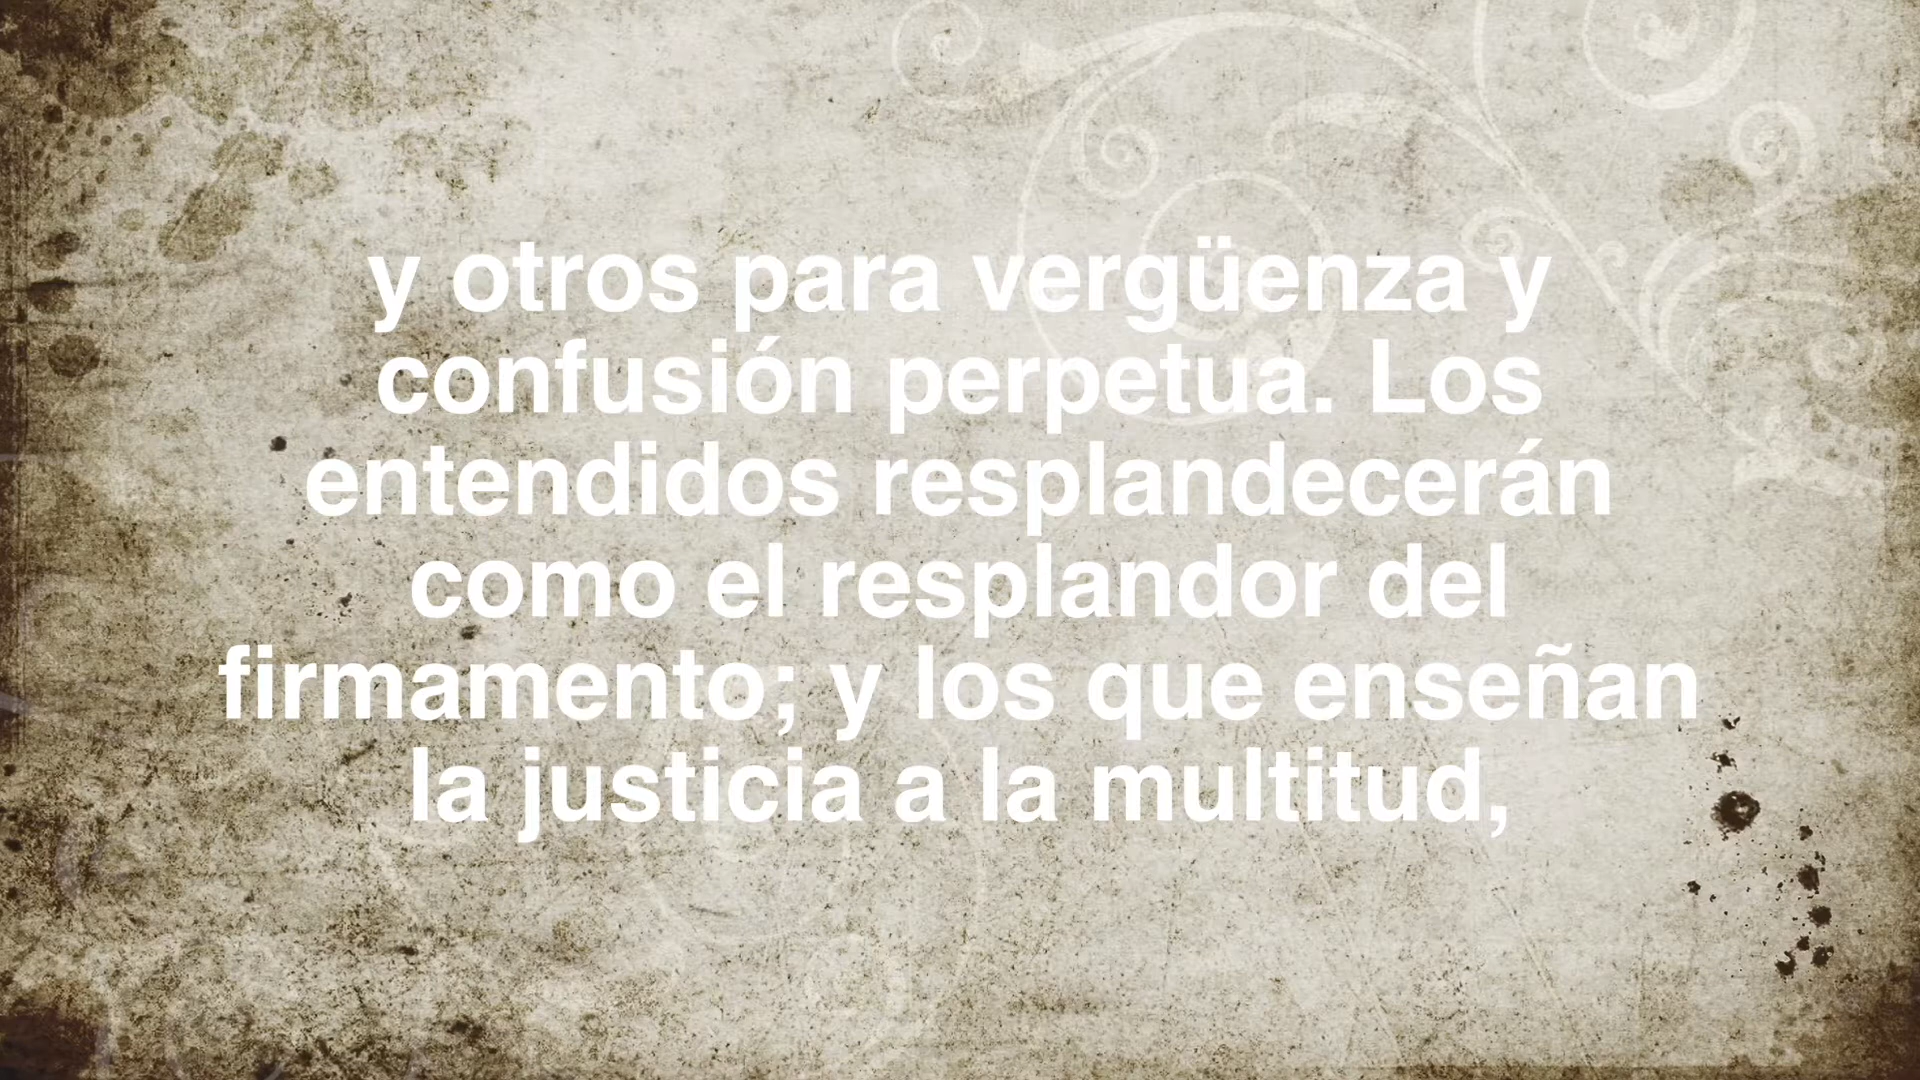 y otros para vergüenza y
confusión perpetua. Los
entendidos resplandecerán
como el resplandor del
firmamento; y los que enseñan
la justicia a la multitud,